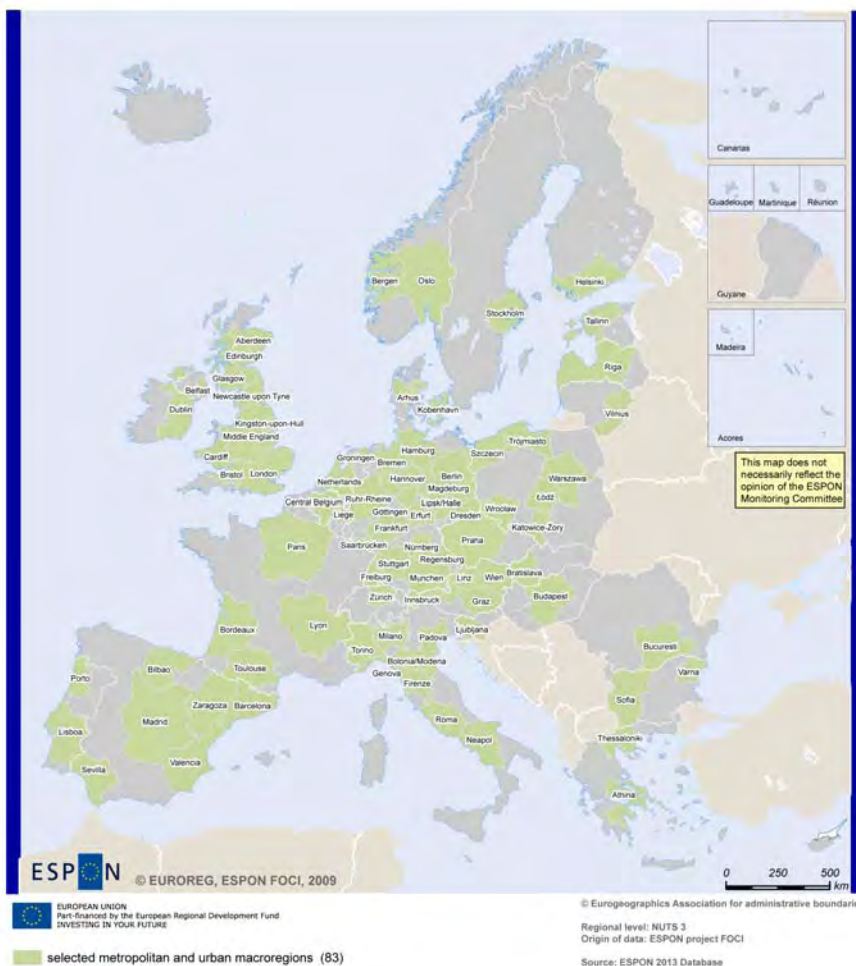 Canarias
Guadeloupe
Martinique
Réunion
Guyane
Madeira
Acores
This map does not
necessarily reflect the
opinion of the ESPON
Monitoring Committee
Bergen
Oslo
Helsinki
Stockholm
Tallinn
Aberdeen
Edinburgh
Riga
Glasgow
Belfast
Newcastle upon Tyne
Arhus
Dublin
Kobenhavn
Vilnius
Kingston-upon-Hull
Middle England
Hamburg
Trójmiasto
Groningen
Bremen
Szczecin
Cardiff
Bristol
London
Netherlands
Hannover
Berlin
Warszawa
Magdeburg
Central Belgium
Ruhr-Rheine
Lipsk/Halle
Łódź
Liege
Göttingen
Erfurt
Dresden
Wrocław
Frankfurt
Katowice-Zory
Paris
Saarbrücken
Nürnberg
Praha
Stuttgart
Regensburg
Freiburg
Munchen
Linz
Wien
Bratislava
Zürich
Innsbruck
Graz
Budapest
Lyon
Bordeaux
Milano
Padova
Ljubljana
Torino
Bolonia/Modena
Bucuresti
Bilbao
Toulouse
Genova
Firenze
Varna
Porto
Zaragoza
Barcelona
Sofia
Madrid
Roma
Lisboa
Neapol
Thessaloniki
Valencia
Sevilla
Athina
ESPON
© EUROREG, ESPON FOCI, 2009
0 250 500
km
EUROPEAN UNION
Part-financed by the European Regional Development Fund
INVESTING IN YOUR FUTURE
© Eurogeographics Association for administrative boundarie
Regional level: NUTS 3
Origin of data: ESPON project FOCI
Source: ESPON 2013 Database
selected metropolitan and urban macroregions (83)